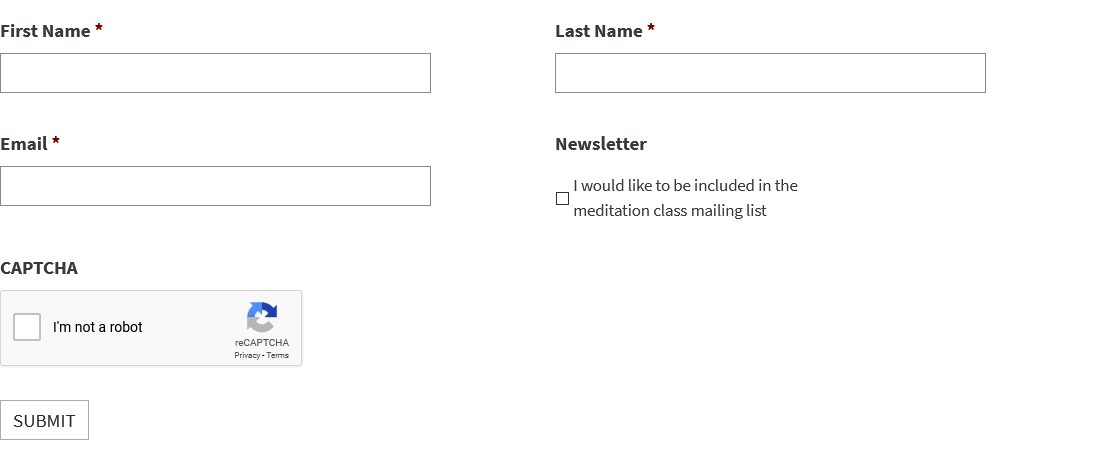 First Name *
Last Name *
Email *
Newsletter
I would like to be included in the
meditation class mailing list
CAPTCHA
I'm not a robot
reCAPTCHA
Privacy - Terms
SUBMIT